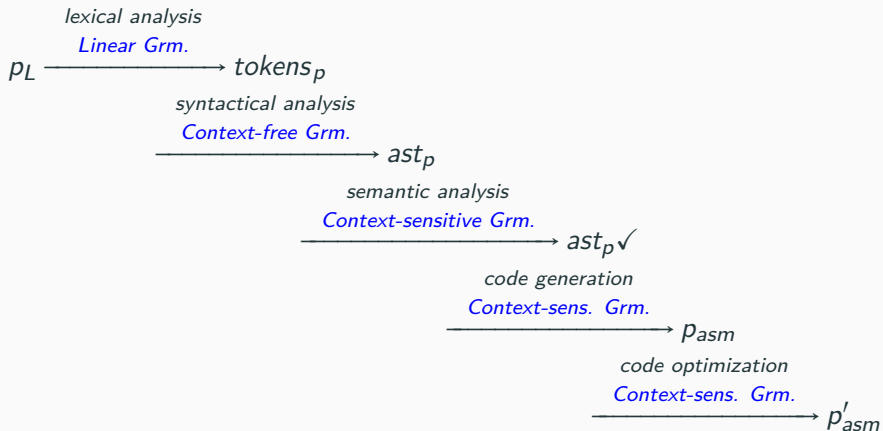 lexical analysis
Linear Grm.
p_L → tokens_p
syntactical analysis
Context-free Grm.
→ ast_p
semantic analysis
Context-sensitive Grm.
→ ast_p ✓
code generation
Context-sens. Grm.
→ p_asm
code optimization
Context-sens. Grm.
→ p′_asm